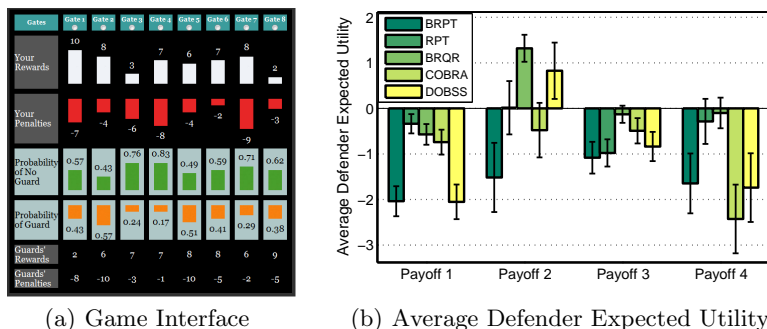 Gates Gate 1 Gate 2 Gate 3 Gate 4 Gate 5 Gate 6 Gate 7 Gate 8
Your Rewards
10 8 3 7 6 7 8 2
Your Penalties
-7 -4 -6 -8 -4 -2 -9 -3
Probability of No Guard
0.57 0.43 0.76 0.83 0.49 0.59 0.71 0.62
Probability of Guard
0.43 0.57 0.24 0.17 0.51 0.41 0.29 0.38
Guards' Rewards
2 6 7 7 8 8 6 9
Guards' Penalties
-8 -10 -3 -1 -10 -5 -2 -5
(a) Game Interface
Average Defender Expected Utility
2
1
0
-1
-2
-3
BRPT
RPT
BRQR
COBRA
DOBSS
Payoff 1 Payoff 2 Payoff 3 Payoff 4
(b) Average Defender Expected Utility